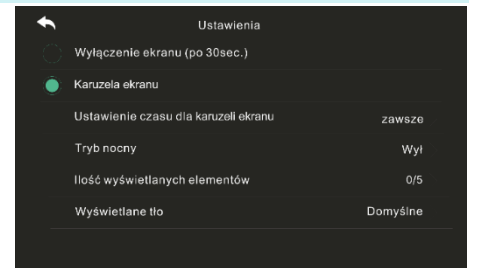 Ustawienia
Wyłączenie ekranu (po 30sec.)
Karuzela ekranu
Ustawienie czasu dla karuzeli ekranu zawsze
Tryb nocny Wył
Ilość wyświetlanych elementów 0/5
Wyświetlane tło Domyślne